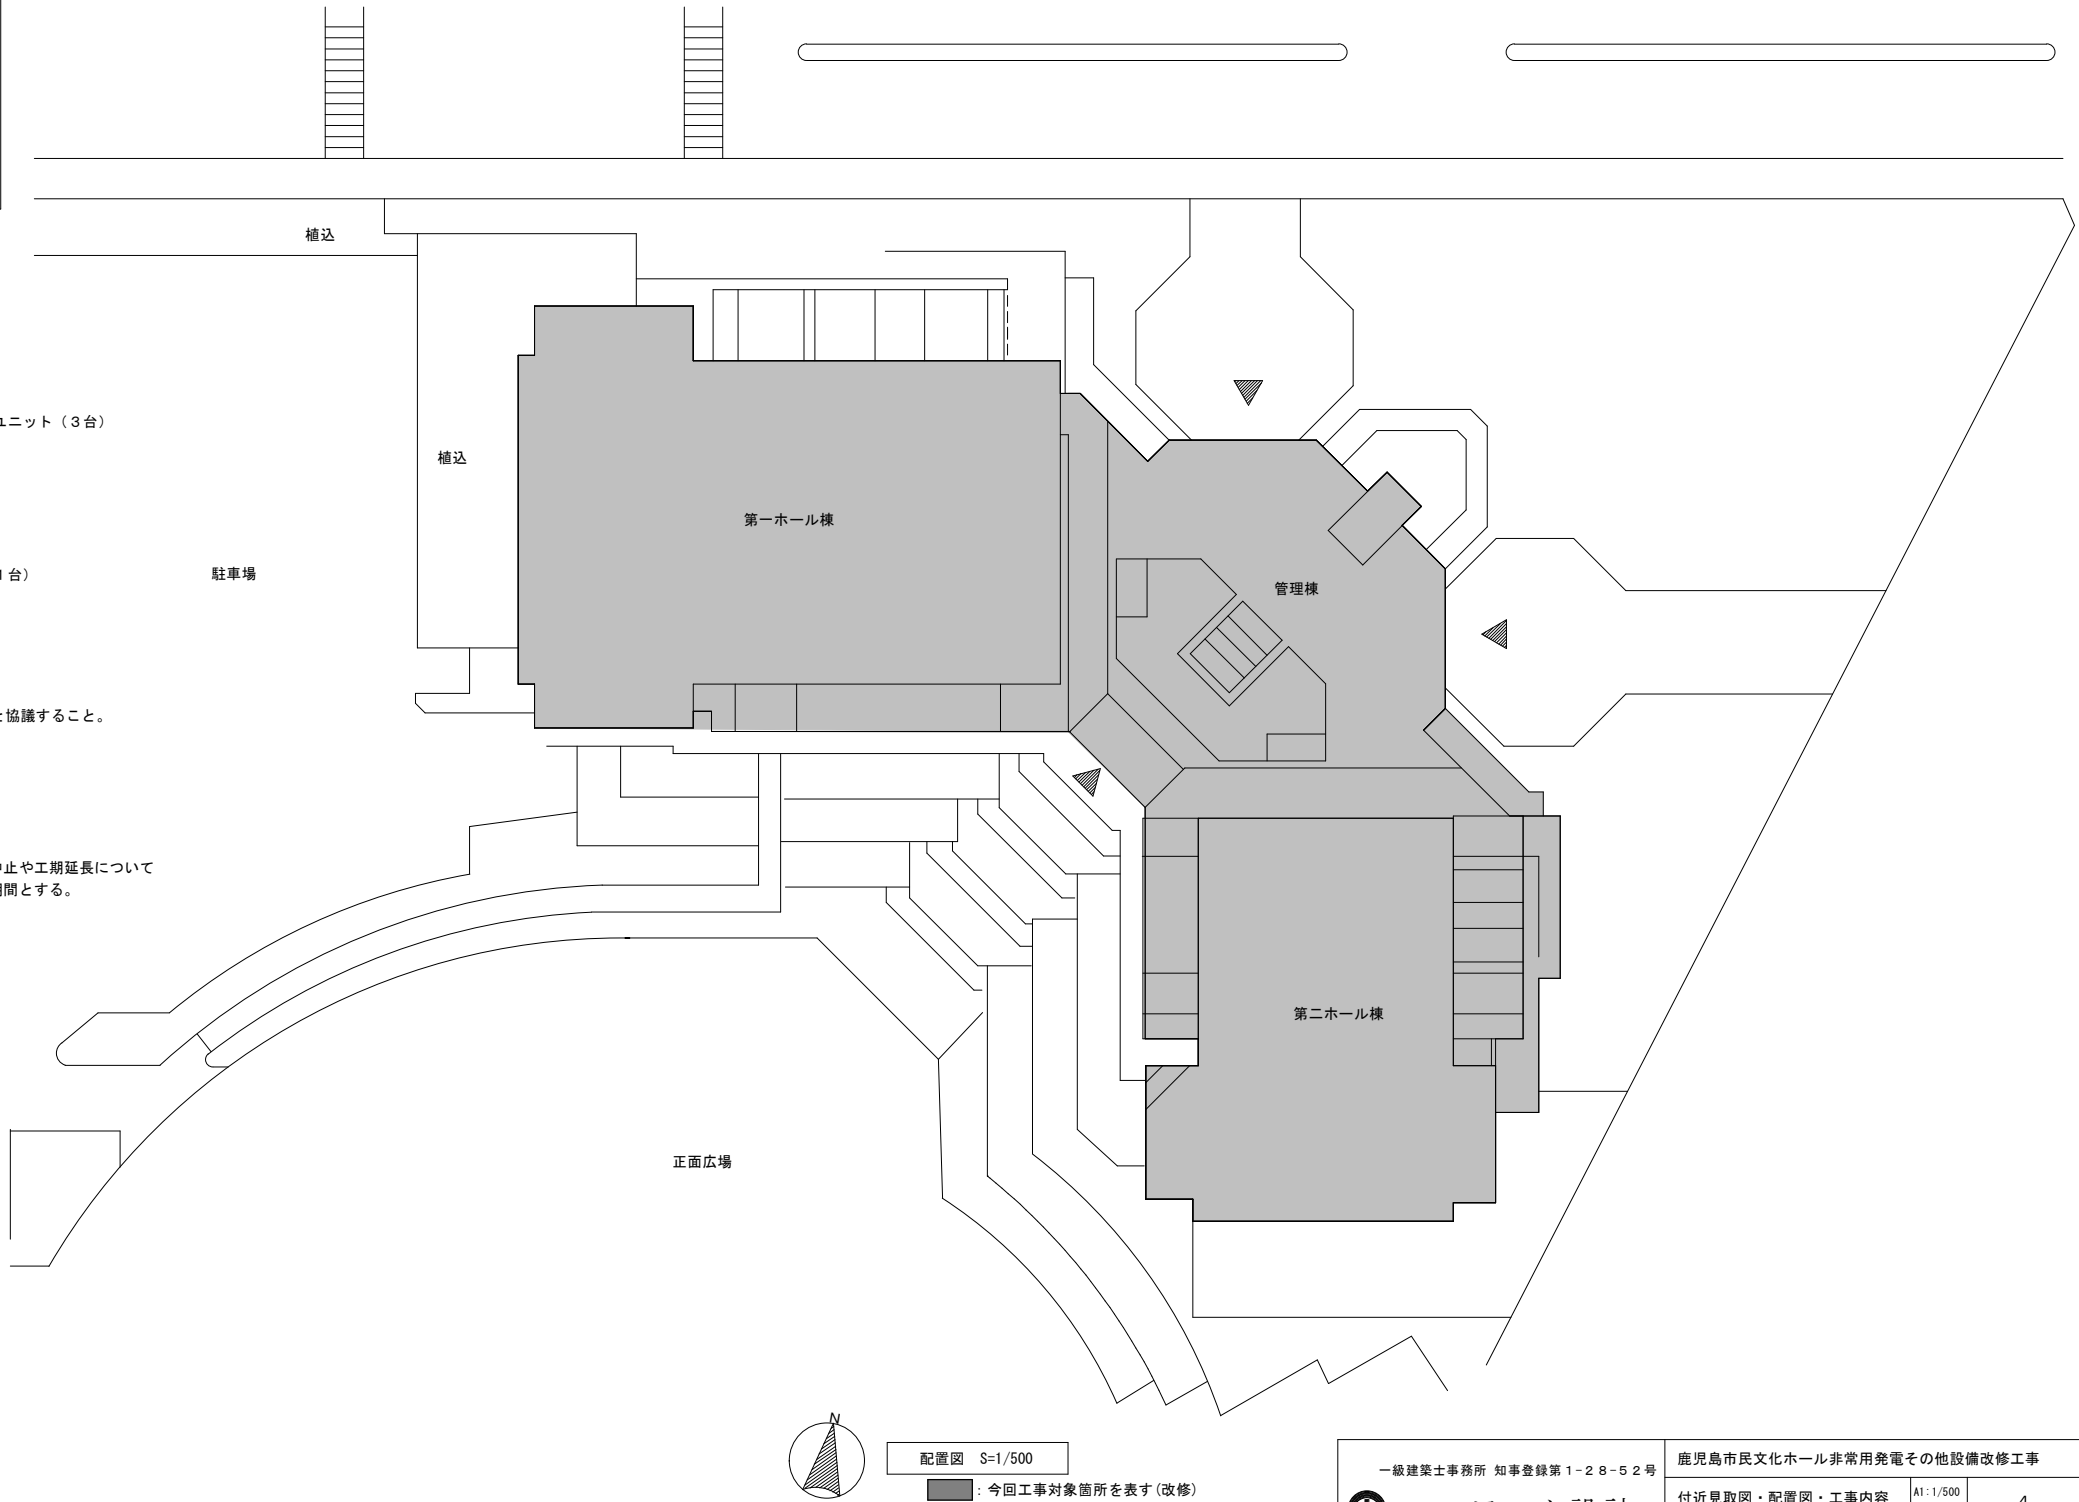 植込
ユニット（３台）
植込
第一ホール棟
台）
駐車場
管理棟
協議すること。
中止や工期延長について
期間とする。
第二ホール棟
正面広場
N
配置図　S=1/500
：今回工事対象箇所を表す(改修)
一級建築士事務所 知事登録第１-２８-５２号
鹿児島市民文化ホール非常用発電その他設備改修工事
付近見取図・配置図・工事内容
A1:1/500